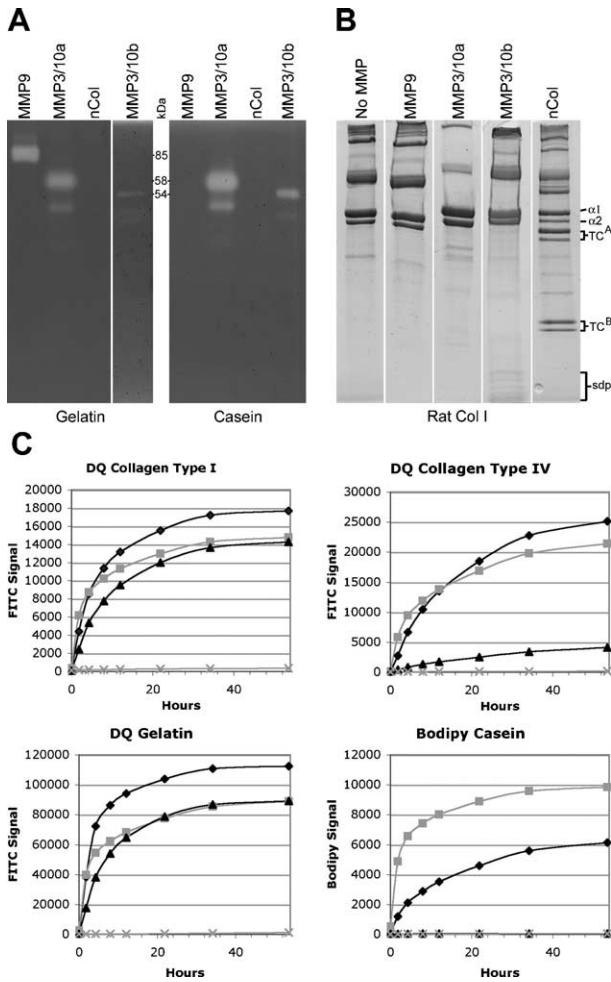 A
MMP9
MMP3/10a
nCol
MMP3/10b
kDa
MMP9
MMP3/10a
nCol
MMP3/10b
85
58
54
Gelatin
Casein
B
No MMP
MMP9
MMP3/10a
MMP3/10b
nCol
α1
α2
TCA
TCB
sdp
Rat Col I
C
DQ Collagen Type I
FITC Signal
20000
18000
16000
14000
12000
10000
8000
6000
4000
2000
0
0 20 40
Hours
DQ Collagen Type IV
FITC Signal
30000
25000
20000
15000
10000
5000
0
0 20 40
Hours
DQ Gelatin
FITC Signal
120000
100000
80000
60000
40000
20000
0
0 20 40
Hours
Bodipy Casein
Bodipy Signal
12000
10000
8000
6000
4000
2000
0
0 20 40
Hours